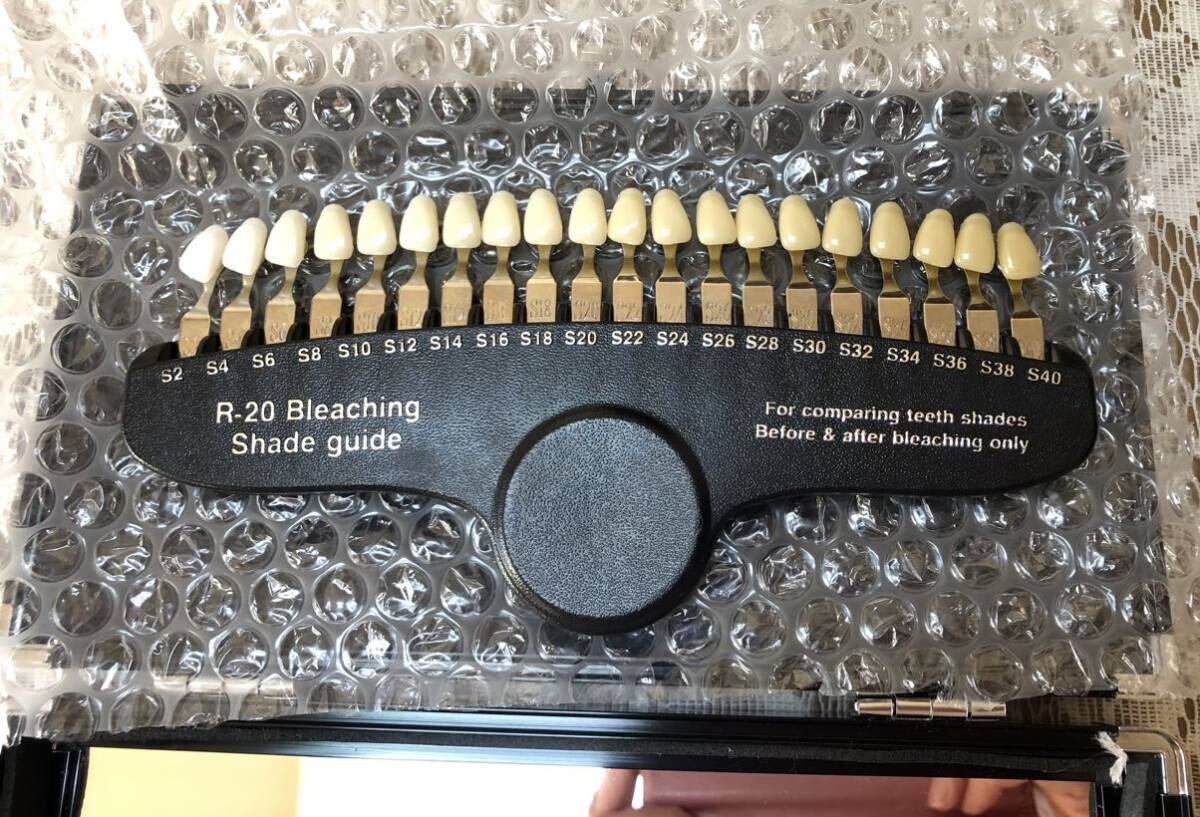 S2 S4 S6 S8 S10 S12 S14 S16 S18 S20 S22 S24 S26 S28 S30 S32 S34 S36 S38 S40
R-20 Bleaching
Shade guide
For comparing teeth shades
Before & after bleaching only